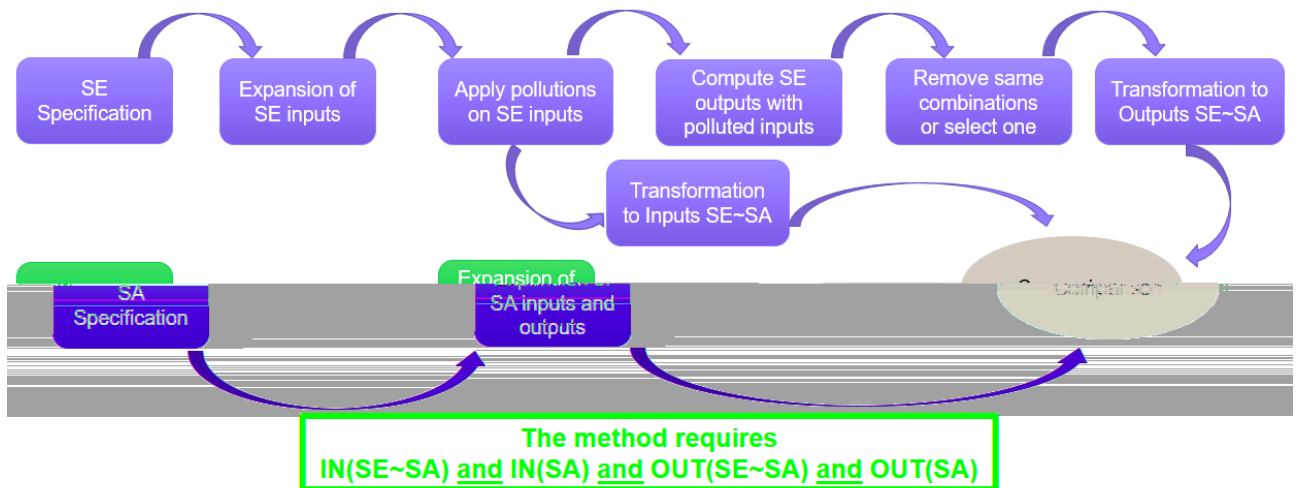 SE
Specification
Expansion of
SE inputs
Apply pollutions
on SE inputs
Compute SE
outputs with
polluted inputs
Remove same
combinations
or select one
Transformation to
Outputs SE~SA
Transformation
to Inputs SE~SA
SA
Specification
Expansion of
SA inputs and
outputs
The method requires
IN(SE~SA) and IN(SA) and OUT(SE~SA) and OUT(SA)